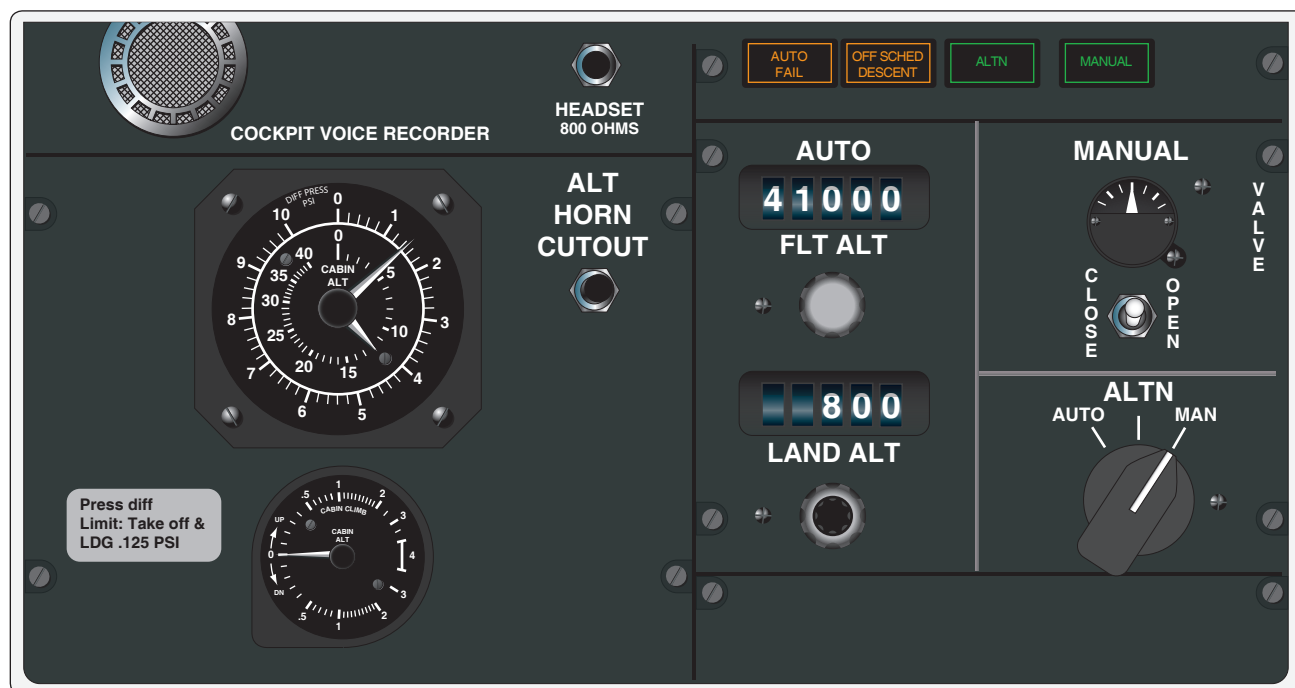 COCKPIT VOICE RECORDER
HEADSET
800 OHMS
AUTO
FAIL
OFF SCHED
DESCENT
ALTN
MANUAL
DIFF PRESS
PSI
0
1
2
3
4
5
6
7
8
9
10
CABIN
ALT
0
5
10
15
20
25
30
35
40
ALT
HORN
CUTOUT
AUTO
41000
FLT ALT
800
LAND ALT
MANUAL
VALVE
CLOSE
OPEN
ALTN
AUTO
MAN
Press diff
Limit: Take off &
LDG .125 PSI
CABIN CLIMB
CABIN
ALT
UP
0
DN
.5
1
2
3
4
3
2
1
.5